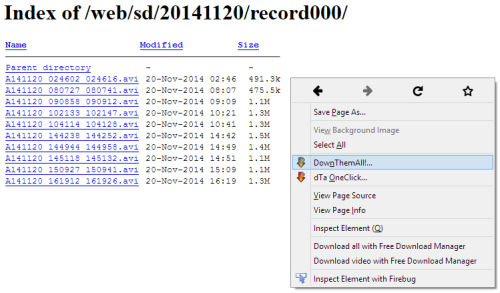 Index of /web/sd/20141120/record000/
Name Modified Size
Parent directory - -
A141120_024602_024616.avi 20-Nov-2014 02:46 491.3k
A141120_080727_080741.avi 20-Nov-2014 08:07 475.5k
A141120_090858_090912.avi 20-Nov-2014 09:09 1.1M
A141120_102133_102147.avi 20-Nov-2014 10:21 1.3M
A141120_104114_104128.avi 20-Nov-2014 10:41 1.3M
A141120_144238_144252.avi 20-Nov-2014 14:42 1.5M
A141120_144944_144958.avi 20-Nov-2014 14:49 1.4M
A141120_145118_145132.avi 20-Nov-2014 14:51 1.1M
A141120_150927_150941.avi 20-Nov-2014 15:09 1.1M
A141120_161912_161926.avi 20-Nov-2014 16:19 1.3M
Save Page As...
View Background Image
Select All
DownThemAll!...
dTa OneClick...
View Page Source
View Page Info
Inspect Element (Q)
Download all with Free Download Manager
Download video with Free Download Manager
Inspect Element with Firebug